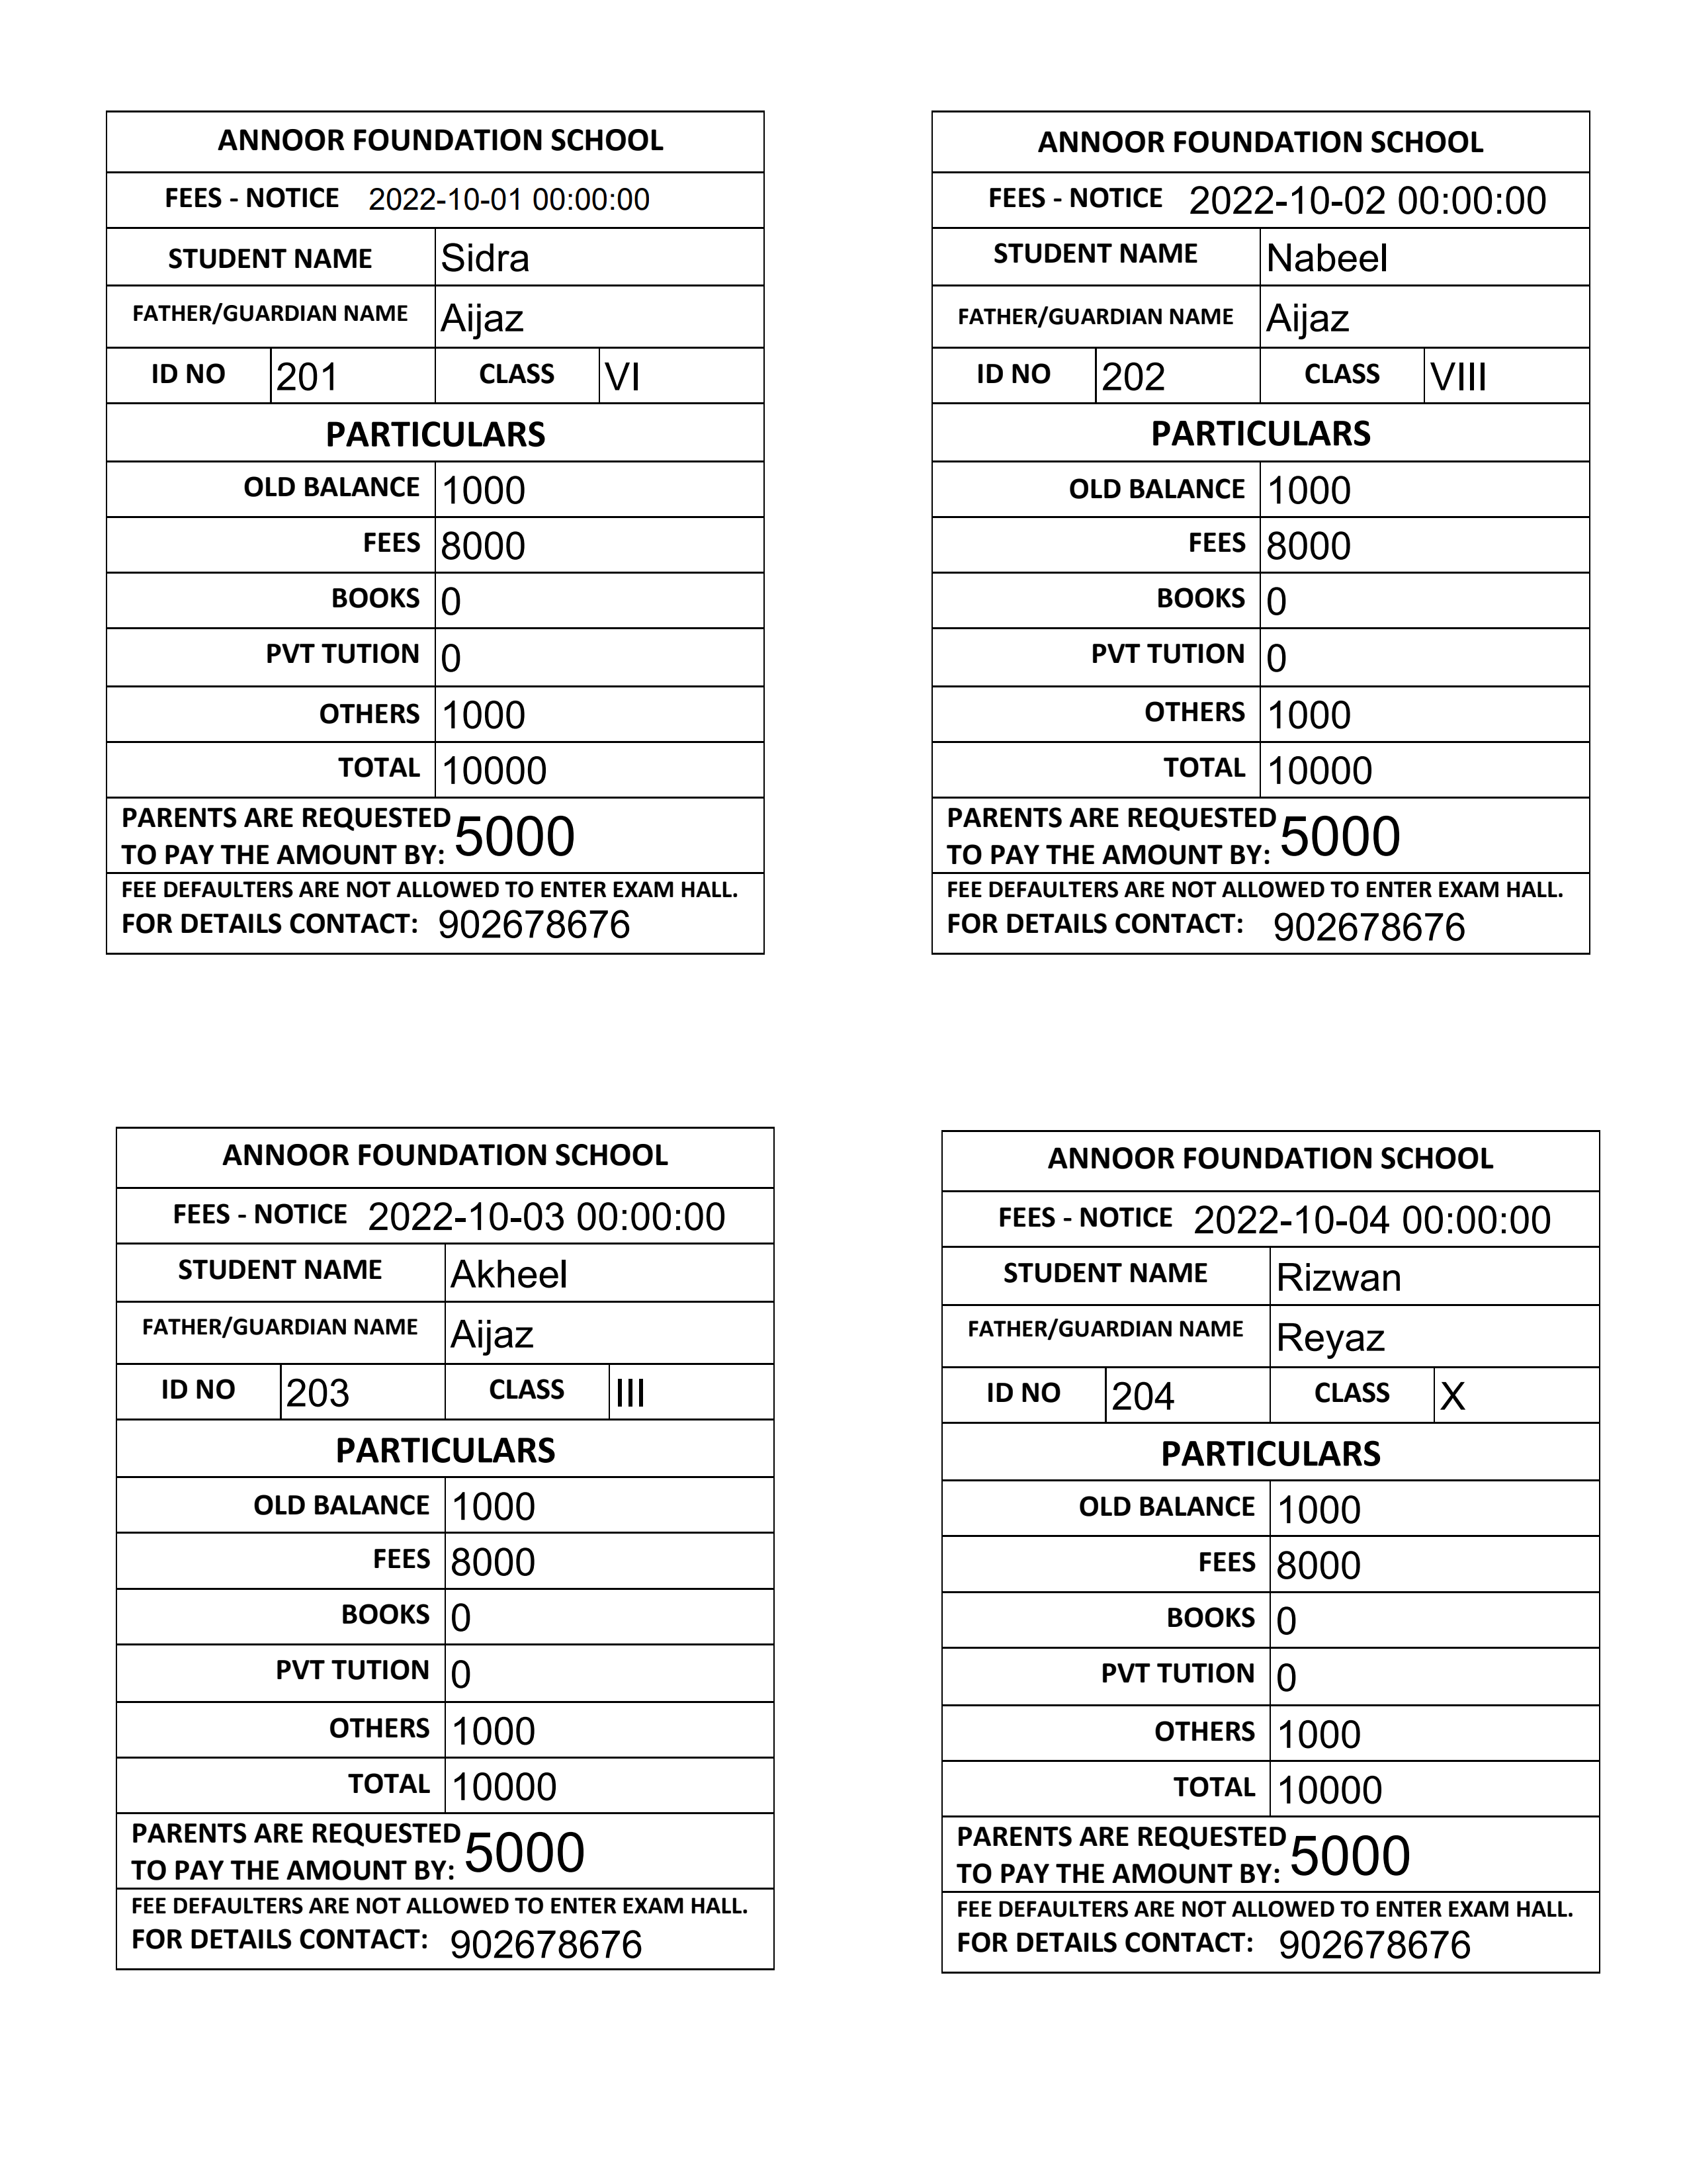 ANNOOR FOUNDATION SCHOOL
FEES - NOTICE 2022-10-01 00:00:00
STUDENT NAME Sidra
FATHER/GUARDIAN NAME Aijaz
ID NO 201 CLASS VI
PARTICULARS
OLD BALANCE 1000
FEES 8000
BOOKS 0
PVT TUTION 0
OTHERS 1000
TOTAL 10000
PARENTS ARE REQUESTED
TO PAY THE AMOUNT BY: 5000
FEE DEFAULTERS ARE NOT ALLOWED TO ENTER EXAM HALL.
FOR DETAILS CONTACT: 902678676
ANNOOR FOUNDATION SCHOOL
FEES - NOTICE 2022-10-02 00:00:00
STUDENT NAME Nabeel
FATHER/GUARDIAN NAME Aijaz
ID NO 202 CLASS VIII
PARTICULARS
OLD BALANCE 1000
FEES 8000
BOOKS 0
PVT TUTION 0
OTHERS 1000
TOTAL 10000
PARENTS ARE REQUESTED
TO PAY THE AMOUNT BY: 5000
FEE DEFAULTERS ARE NOT ALLOWED TO ENTER EXAM HALL.
FOR DETAILS CONTACT: 902678676
ANNOOR FOUNDATION SCHOOL
FEES - NOTICE 2022-10-03 00:00:00
STUDENT NAME Akheel
FATHER/GUARDIAN NAME Aijaz
ID NO 203 CLASS III
PARTICULARS
OLD BALANCE 1000
FEES 8000
BOOKS 0
PVT TUTION 0
OTHERS 1000
TOTAL 10000
PARENTS ARE REQUESTED
TO PAY THE AMOUNT BY: 5000
FEE DEFAULTERS ARE NOT ALLOWED TO ENTER EXAM HALL.
FOR DETAILS CONTACT: 902678676
ANNOOR FOUNDATION SCHOOL
FEES - NOTICE 2022-10-04 00:00:00
STUDENT NAME Rizwan
FATHER/GUARDIAN NAME Reyaz
ID NO 204 CLASS X
PARTICULARS
OLD BALANCE 1000
FEES 8000
BOOKS 0
PVT TUTION 0
OTHERS 1000
TOTAL 10000
PARENTS ARE REQUESTED
TO PAY THE AMOUNT BY: 5000
FEE DEFAULTERS ARE NOT ALLOWED TO ENTER EXAM HALL.
FOR DETAILS CONTACT: 902678676